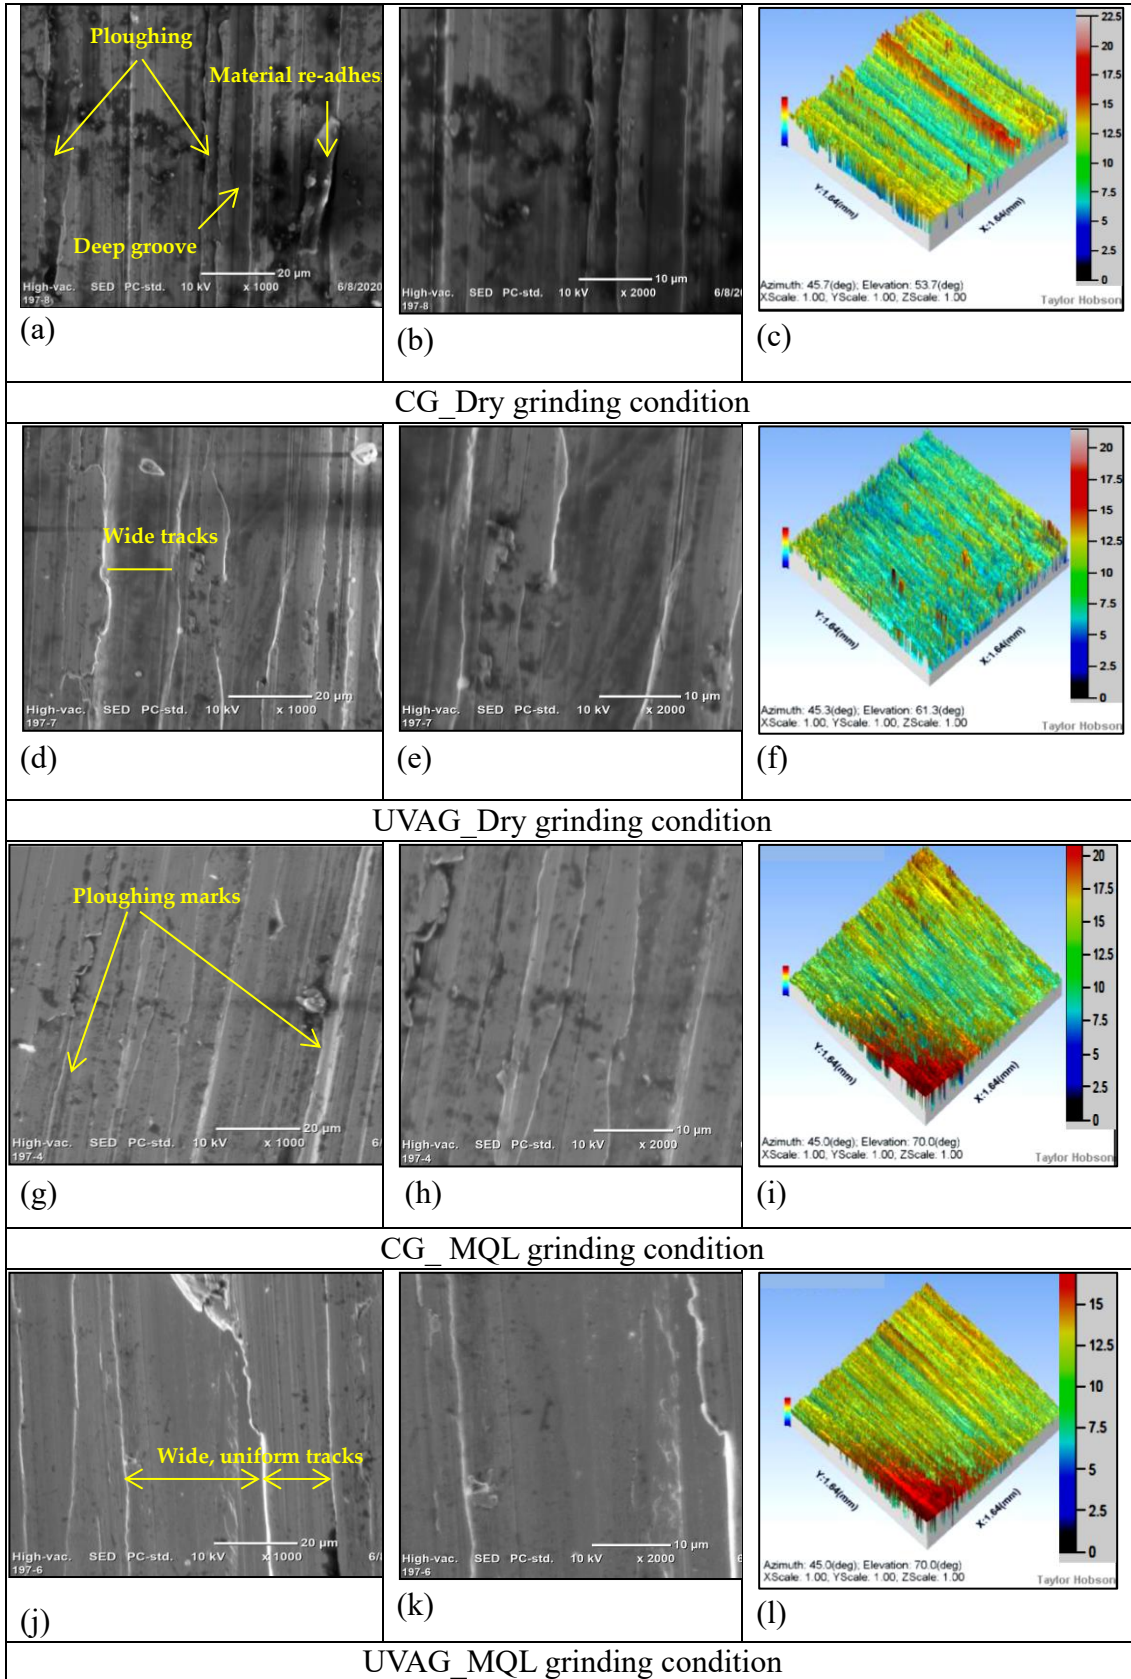 Ploughing
Material re-adhesi
Deep groove
20 µm
High-vac. SED PC-std. 10 kV x 1000 6/8/2020
197-8
(a)
10 µm
High-vac. SED PC-std. 10 kV x 2000 6/8/20
197-8
(b)
22.5
20
17.5
15
12.5
10
7.5
5
2.5
0
Y:1.64(mm)
X:1.64(mm)
Azimuth: 45.7(deg); Elevation: 53.7(deg)
XScale: 1.00, YScale: 1.00, ZScale: 1.00
Taylor Hobson
(c)
CG_Dry grinding condition
Wide tracks
20 µm
High-vac. SED PC-std. 10 kV x 1000
197-7
(d)
10 µm
High-vac. SED PC-std. 10 kV x 2000
197-7
(e)
20
17.5
15
12.5
10
7.5
5
2.5
0
Y:1.64(mm)
X:1.64(mm)
Azimuth: 45.3(deg); Elevation: 61.3(deg)
XScale: 1.00, YScale: 1.00, ZScale: 1.00
Taylor Hobson
(f)
UVAG_Dry grinding condition
Ploughing marks
20 µm
High-vac. SED PC-std. 10 kV x 1000 6/
197-4
(g)
10 µm
High-vac. SED PC-std. 10 kV x 2000 6
197-4
(h)
20
17.5
15
12.5
10
7.5
5
2.5
0
Y:1.64(mm)
X:1.64(mm)
Azimuth: 45.0(deg); Elevation: 70.0(deg)
XScale: 1.00, YScale: 1.00, ZScale: 1.00
Taylor Hobson
(i)
CG_ MQL grinding condition
Wide, uniform tracks
20 µm
High-vac. SED PC-std. 10 kV x 1000 6/
197-6
(j)
10 µm
High-vac. SED PC-std. 10 kV x 2000 6
197-6
(k)
15
12.5
10
7.5
5
2.5
0
Y:1.64(mm)
X:1.64(mm)
Azimuth: 45.0(deg); Elevation: 70.0(deg)
XScale: 1.00, YScale: 1.00, ZScale: 1.00
Taylor Hobson
(l)
UVAG_MQL grinding condition